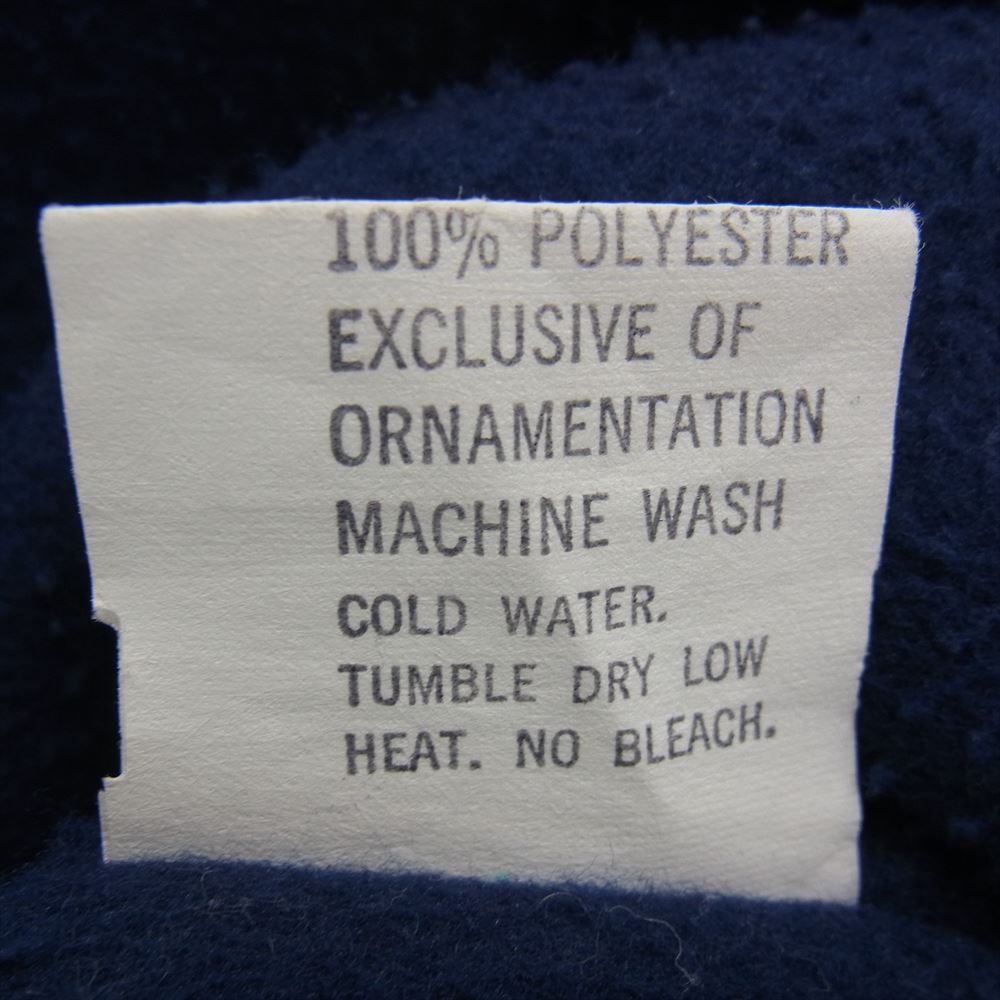 100% POLYESTER
EXCLUSIVE OF
ORNAMENTATION
MACHINE WASH
COLD WATER.
TUMBLE DRY LOW
HEAT. NO BLEACH.